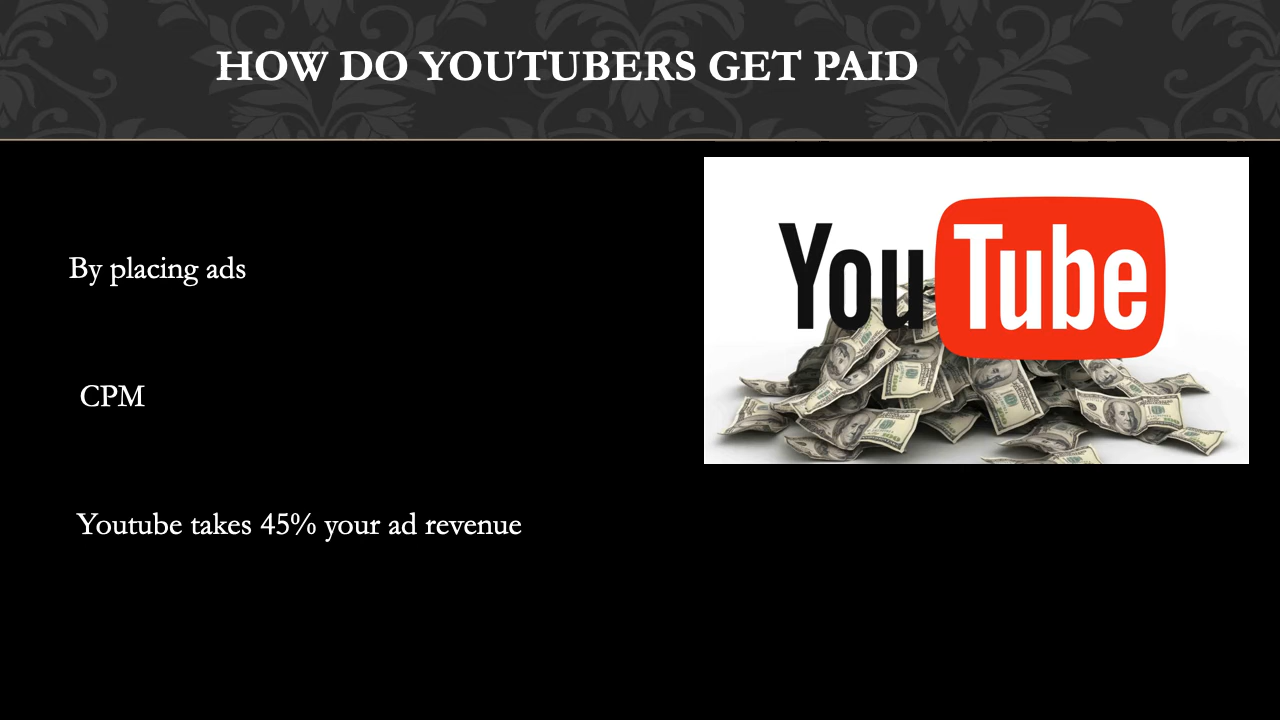 HOW DO YOUTUBERS GET PAID
By placing ads
CPM
Youtube takes 45% your ad revenue
YouTube